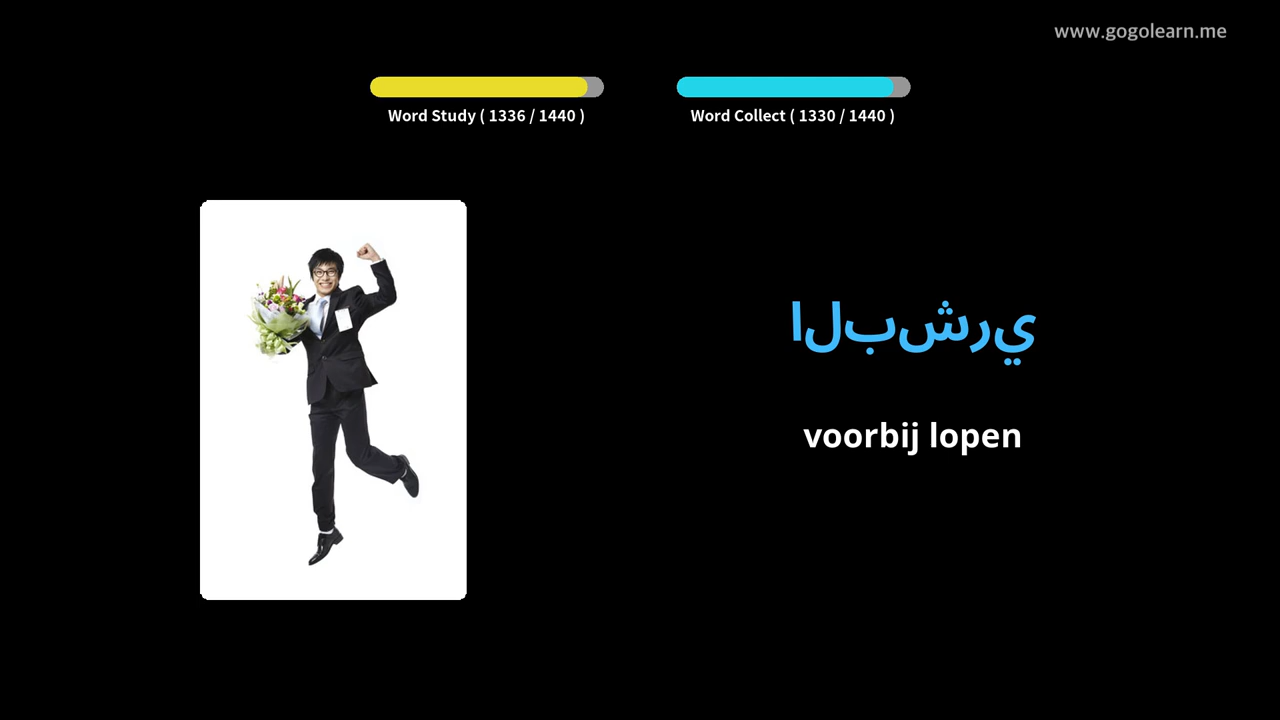 www.gogolearn.me
Word Study ( 1336 / 1440 )
Word Collect ( 1330 / 1440 )
البشري
voorbij lopen